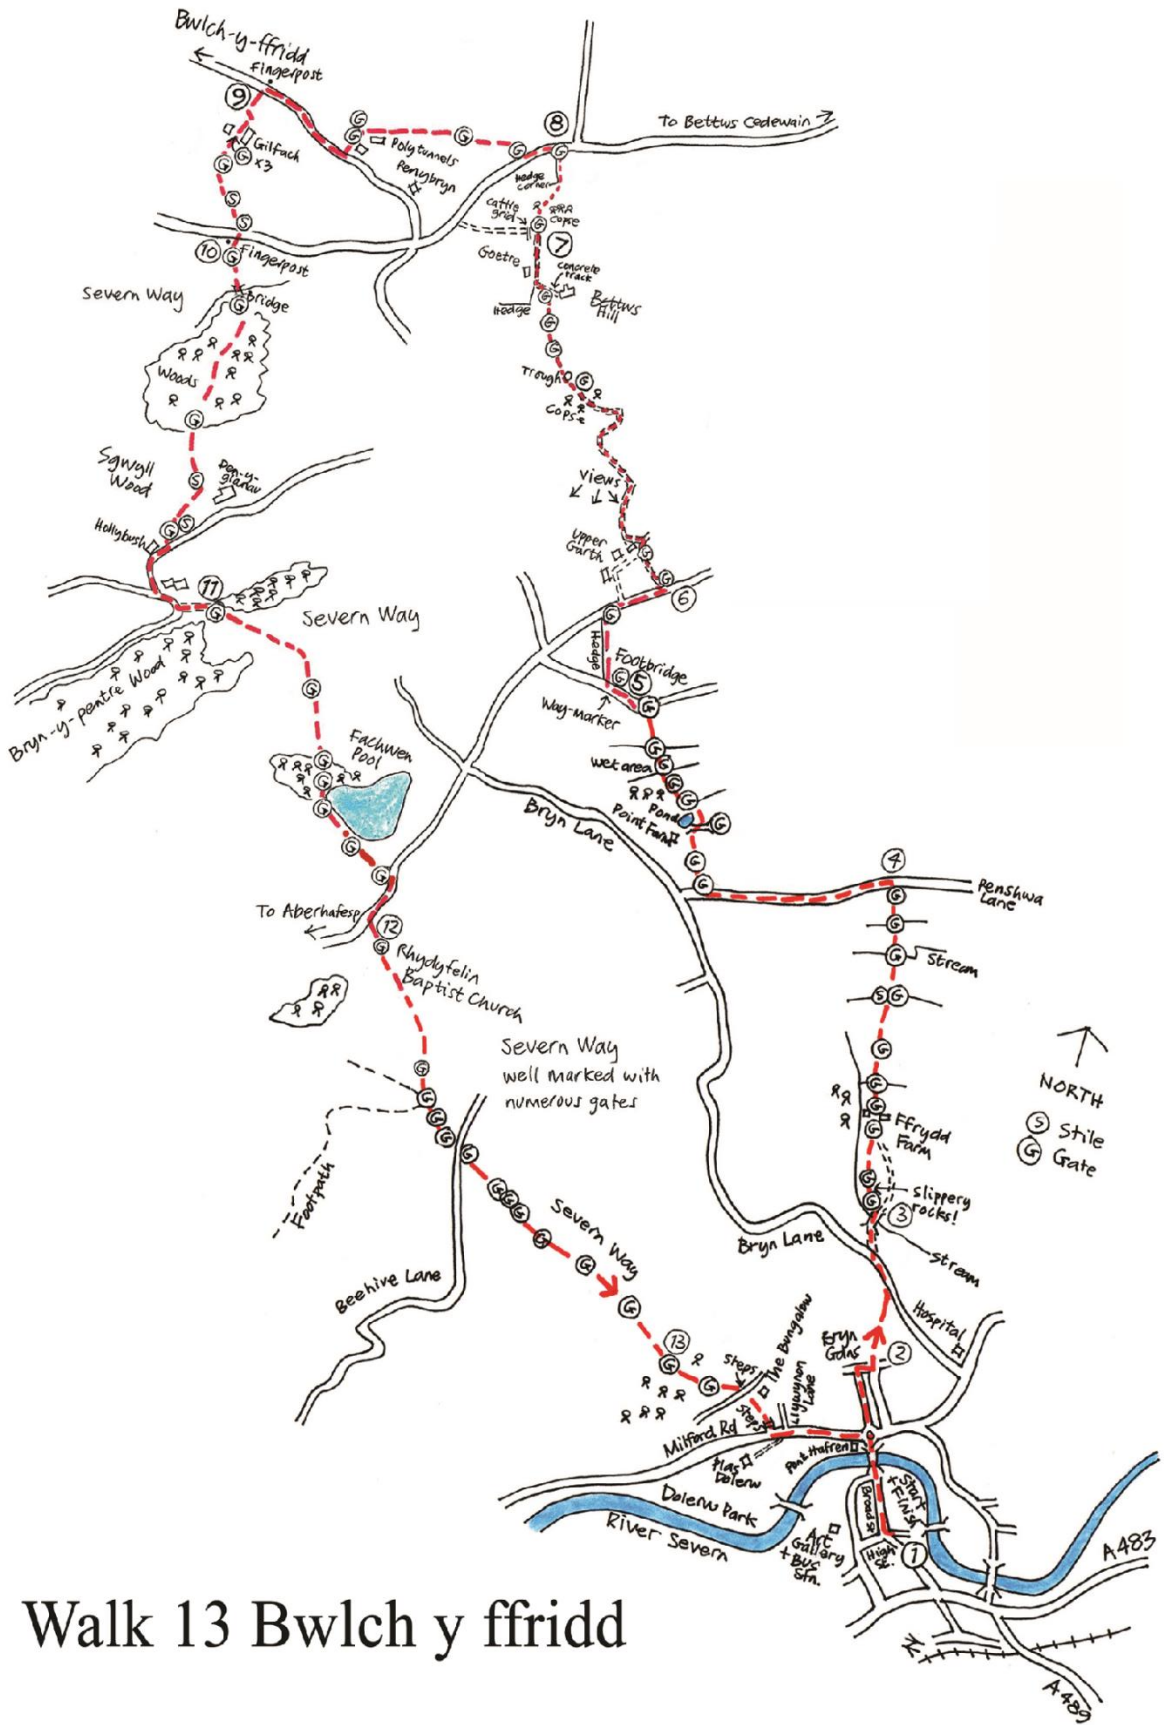 Bwlch-y-ffridd
Fingerpost
9
8
To Bettws Cedewain
Gilfach
x3
Polytunnels
Penybryn
Hedge
corner
cattle
grid
Copse
7
Goetre
concrete
track
Hedge
Bettws
Hill
10
Fingerpost
Severn Way
Bridge
Woods
Trough
Copse
Sgwyll
Wood
Hollybush
Views
Upper
Garth
6
11
Severn Way
Hedge
Footbridge
5
Way-marker
Bryn-y-pentre Wood
Fachwen
Pool
Wet area
Pond
Bryn Lane
4
Penshwa
Lane
To Aberhafesp
12
Rhydyfelin
Baptist Church
Stream
Severn Way
well marked with
numerous gates
NORTH
S Stile
G Gate
Ffrydd
Farm
Slippery
rocks!
3
Stream
Footpath
Severn Way
Bryn Lane
Beehive Lane
Hospital
Bryn
Gdns
2
13
Steps
The Bungalow
Llwynon
Lane
Steps
Milford Rd
Plas
Dolerw
Pont Hafren
Dolerw Park
River Severn
Start
+ Finish
Broad St
High
St.
1
Art
Gallery
+ Bus
Stn.
A483
A489
Walk 13 Bwlch y ffridd